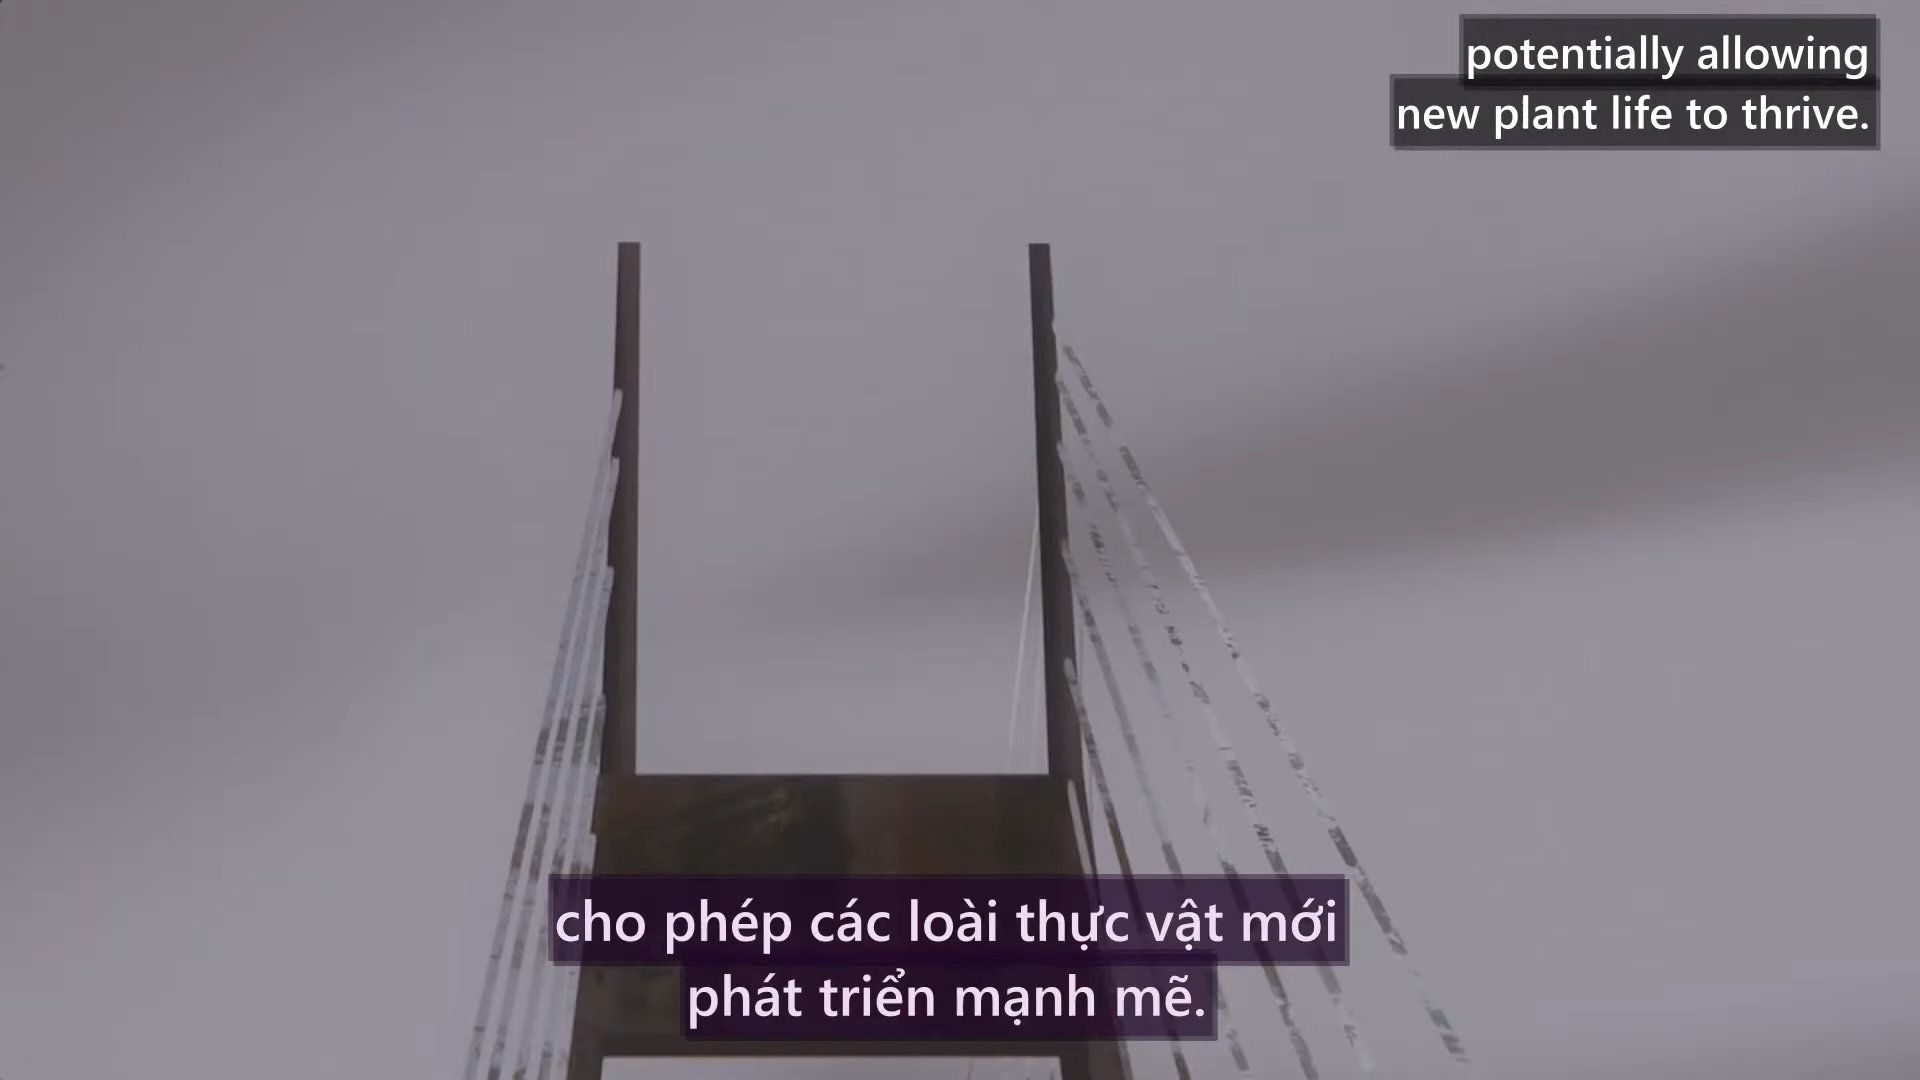 potentially allowing
new plant life to thrive.
cho phép các loài thực vật mới
phát triển mạnh mẽ.